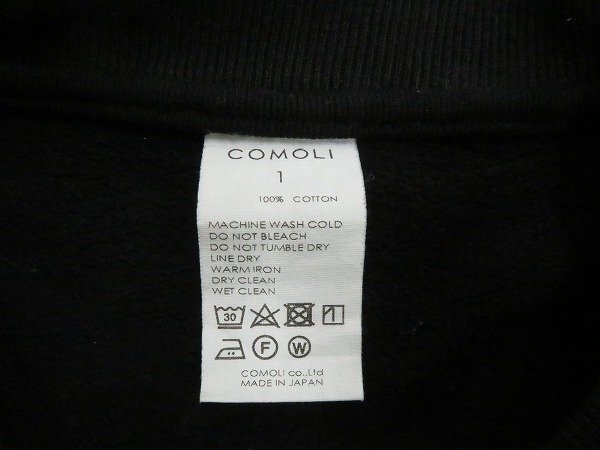 COMOLI
1
100% COTTON
MACHINE WASH COLD
DO NOT BLEACH
DO NOT TUMBLE DRY
LINE DRY
WARM IRON
DRY CLEAN
WET CLEAN
30
F W
COMOLI co.,Ltd
MADE IN JAPAN